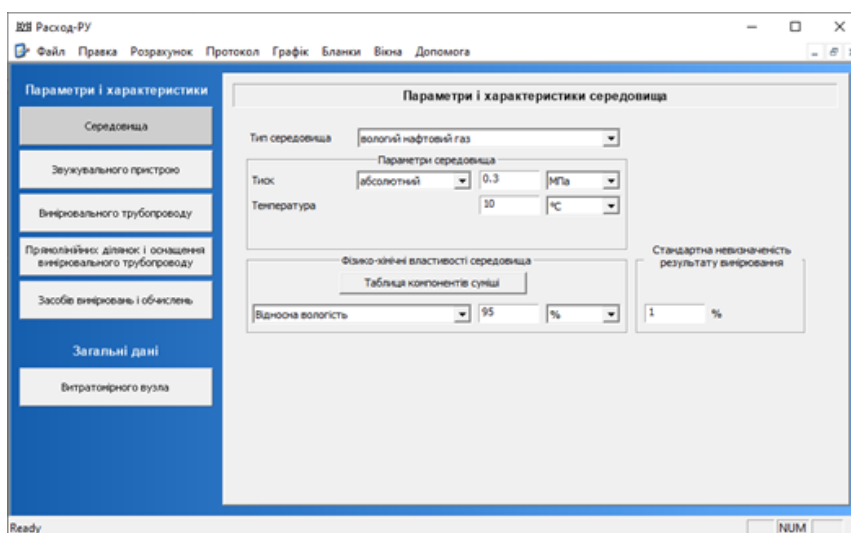 Расход-РУ
Файл Правка Розрахунок Протокол Графік Бланки Вікна Допомога
Параметри і характеристики
Середовища
Звужувального пристрою
Вимірювального трубопроводу
Прямолінійних ділянок і оснащення
вимірювального трубопроводу
Засобів вимірювань і обчислень
Загальні дані
Витратомірного вузла
Параметри і характеристики середовища
Тип середовища вологий нафтовий газ
Параметри середовища
Тиск абсолютний 0.3 МПа
Температура 10 °C
Фізико-хімічні властивості середовища
Таблиця компонентів суміші
Відносна вологість 95 %
Стандартна невизначеність
результату вимірювання
1 %
Ready NUM